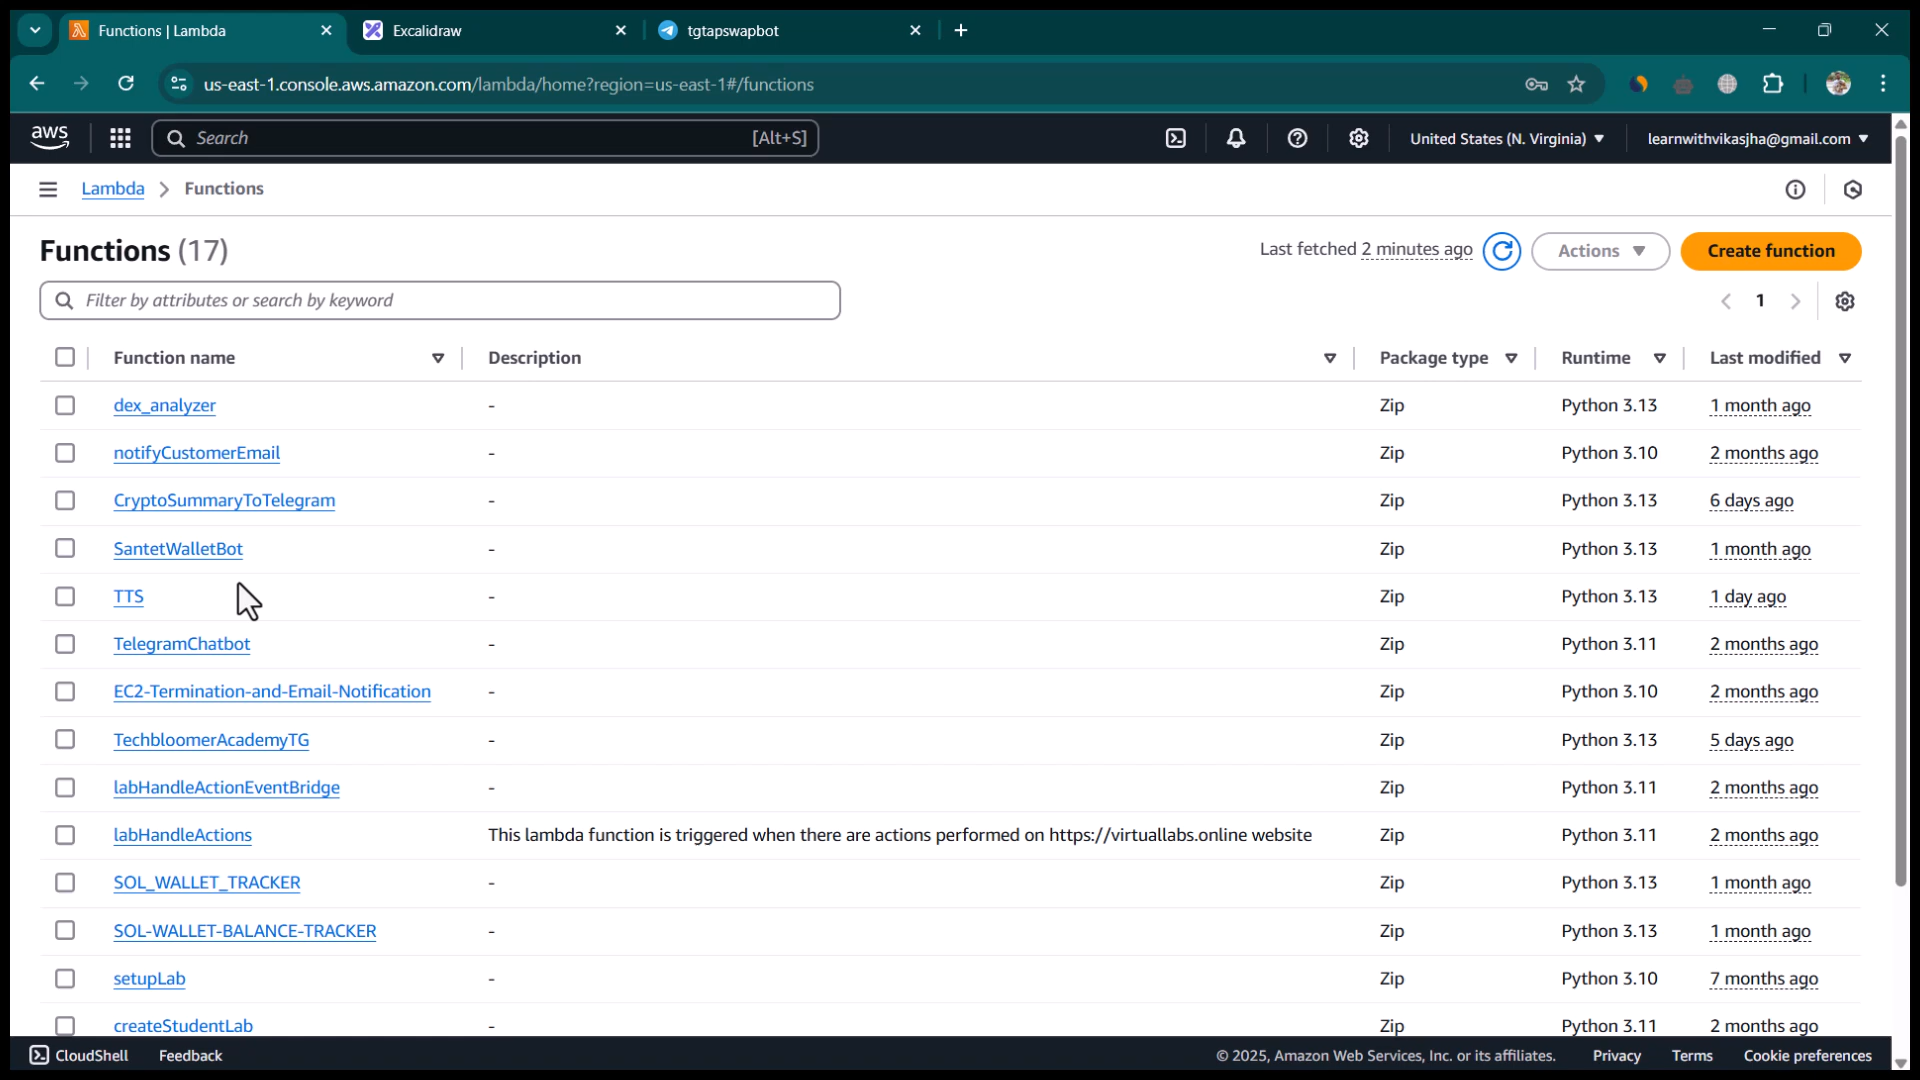 Functions | Lambda
Excalidraw
tgtapswapbot
us-east-1.console.aws.amazon.com/lambda/home?region=us-east-1#/functions
aws
Search
[Alt+S]
United States (N. Virginia)
learnwithvikasjha@gmail.com
Lambda
Functions
Functions (17)
Last fetched 2 minutes ago
Actions
Create function
Filter by attributes or search by keyword
1
Function name Description Package type Runtime Last modified
dex_analyzer - Zip Python 3.13 1 month ago
notifyCustomerEmail - Zip Python 3.10 2 months ago
CryptoSummaryToTelegram - Zip Python 3.13 6 days ago
SantetWalletBot - Zip Python 3.13 1 month ago
TTS - Zip Python 3.13 1 day ago
TelegramChatbot - Zip Python 3.11 2 months ago
EC2-Termination-and-Email-Notification - Zip Python 3.10 2 months ago
TechbloomerAcademyTG - Zip Python 3.13 5 days ago
labHandleActionEventBridge - Zip Python 3.11 2 months ago
labHandleActions This lambda function is triggered when there are actions performed on https://virtuallabs.online website Zip Python 3.11 2 months ago
SOL_WALLET_TRACKER - Zip Python 3.13 1 month ago
SOL-WALLET-BALANCE-TRACKER - Zip Python 3.13 1 month ago
setupLab - Zip Python 3.10 7 months ago
createStudentLab - Zip Python 3.11 2 months ago
CloudShell Feedback © 2025, Amazon Web Services, Inc. or its affiliates. Privacy Terms Cookie preferences